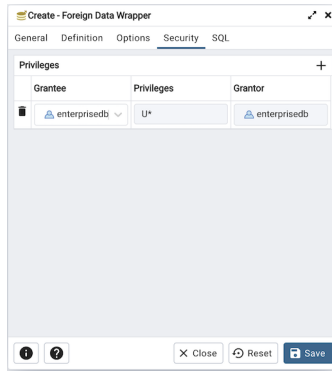 Create - Foreign Data Wrapper
General Definition Options Security SQL
Privileges
Grantee Privileges Grantor
enterprisedb U* enterprisedb
Close Reset Save